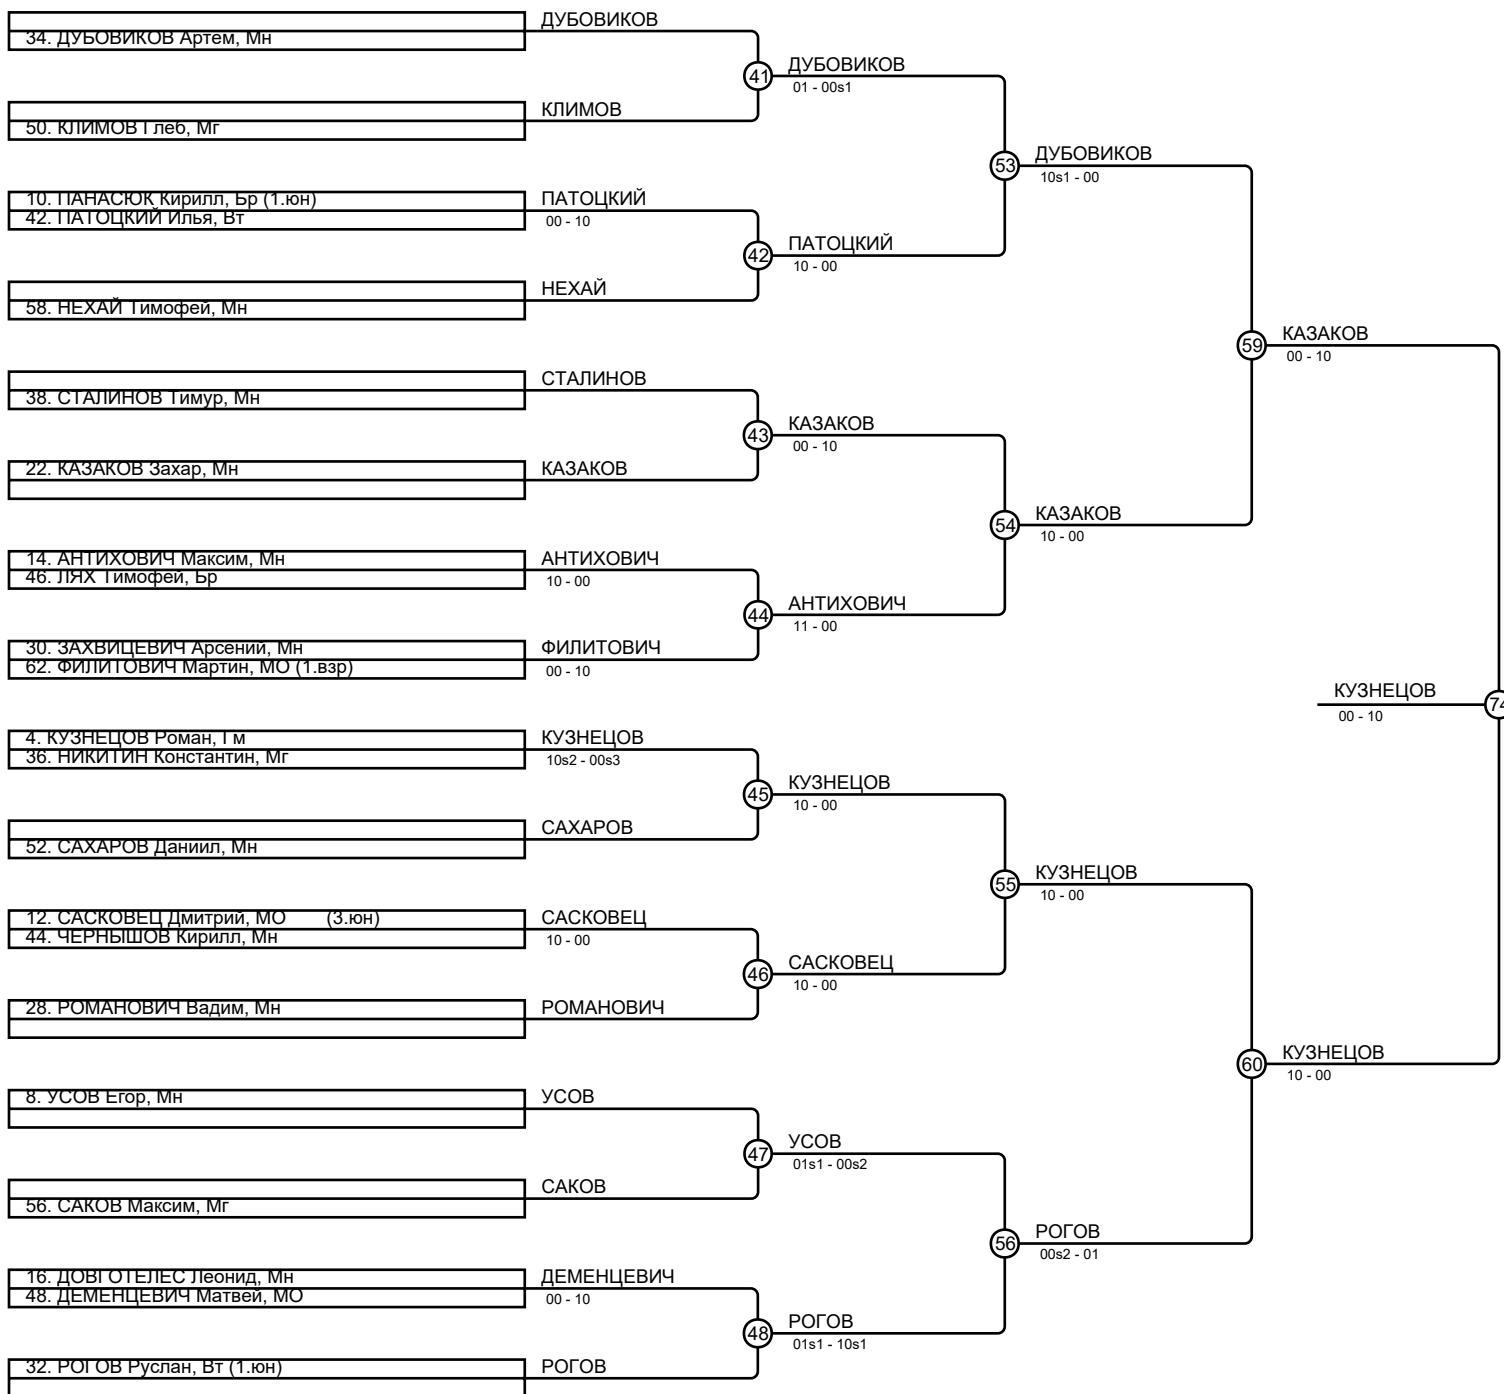 ДУБОВИКОВ
34. ДУБОВИКОВ Артем, Мн
41
ДУБОВИКОВ
01 - 00s1
КЛИМОВ
50. КЛИМОВ Глеб, Мг
53
ДУБОВИКОВ
10s1 - 00
10. ПАНАСЮК Кирилл, Бр (1.юн)
42. ПАТОЦКИЙ Илья, Вт
ПАТОЦКИЙ
00 - 10
42
ПАТОЦКИЙ
10 - 00
НЕХАЙ
58. НЕХАЙ Тимофей, Мн
59
КАЗАКОВ
00 - 10
СТАЛИНОВ
38. СТАЛИНОВ Тимур, Мн
43
КАЗАКОВ
00 - 10
22. КАЗАКОВ Захар, Мн
КАЗАКОВ
54
КАЗАКОВ
10 - 00
14. АНТИХОВИЧ Максим, Мн
46. ЛЯХ Тимофей, Бр
АНТИХОВИЧ
10 - 00
44
АНТИХОВИЧ
11 - 00
30. ЗАХВИЦЕВИЧ Арсений, Мн
62. ФИЛИТОВИЧ Мартин, МО (1.взр)
ФИЛИТОВИЧ
00 - 10
КУЗНЕЦОВ
00 - 10
74
4. КУЗНЕЦОВ Роман, Гм
36. НИКИТИН Константин, Мг
КУЗНЕЦОВ
10s2 - 00s3
45
КУЗНЕЦОВ
10 - 00
САХАРОВ
52. САХАРОВ Даниил, Мн
55
КУЗНЕЦОВ
10 - 00
12. САСКОВЕЦ Дмитрий, МО (3.юн)
44. ЧЕРНЫШОВ Кирилл, Мн
САСКОВЕЦ
10 - 00
46
САСКОВЕЦ
10 - 00
28. РОМАНОВИЧ Вадим, Мн
РОМАНОВИЧ
60
КУЗНЕЦОВ
10 - 00
8. УСОВ Егор, Мн
УСОВ
47
УСОВ
01s1 - 00s2
САКОВ
56. САКОВ Максим, Мг
56
РОГОВ
00s2 - 01
16. ДОВГОТЕЛЕС Леонид, Мн
48. ДЕМЕНЦЕВИЧ Матвей, МО
ДЕМЕНЦЕВИЧ
00 - 10
48
РОГОВ
01s1 - 10s1
32. РОГОВ Руслан, Вт (1.юн)
РОГОВ